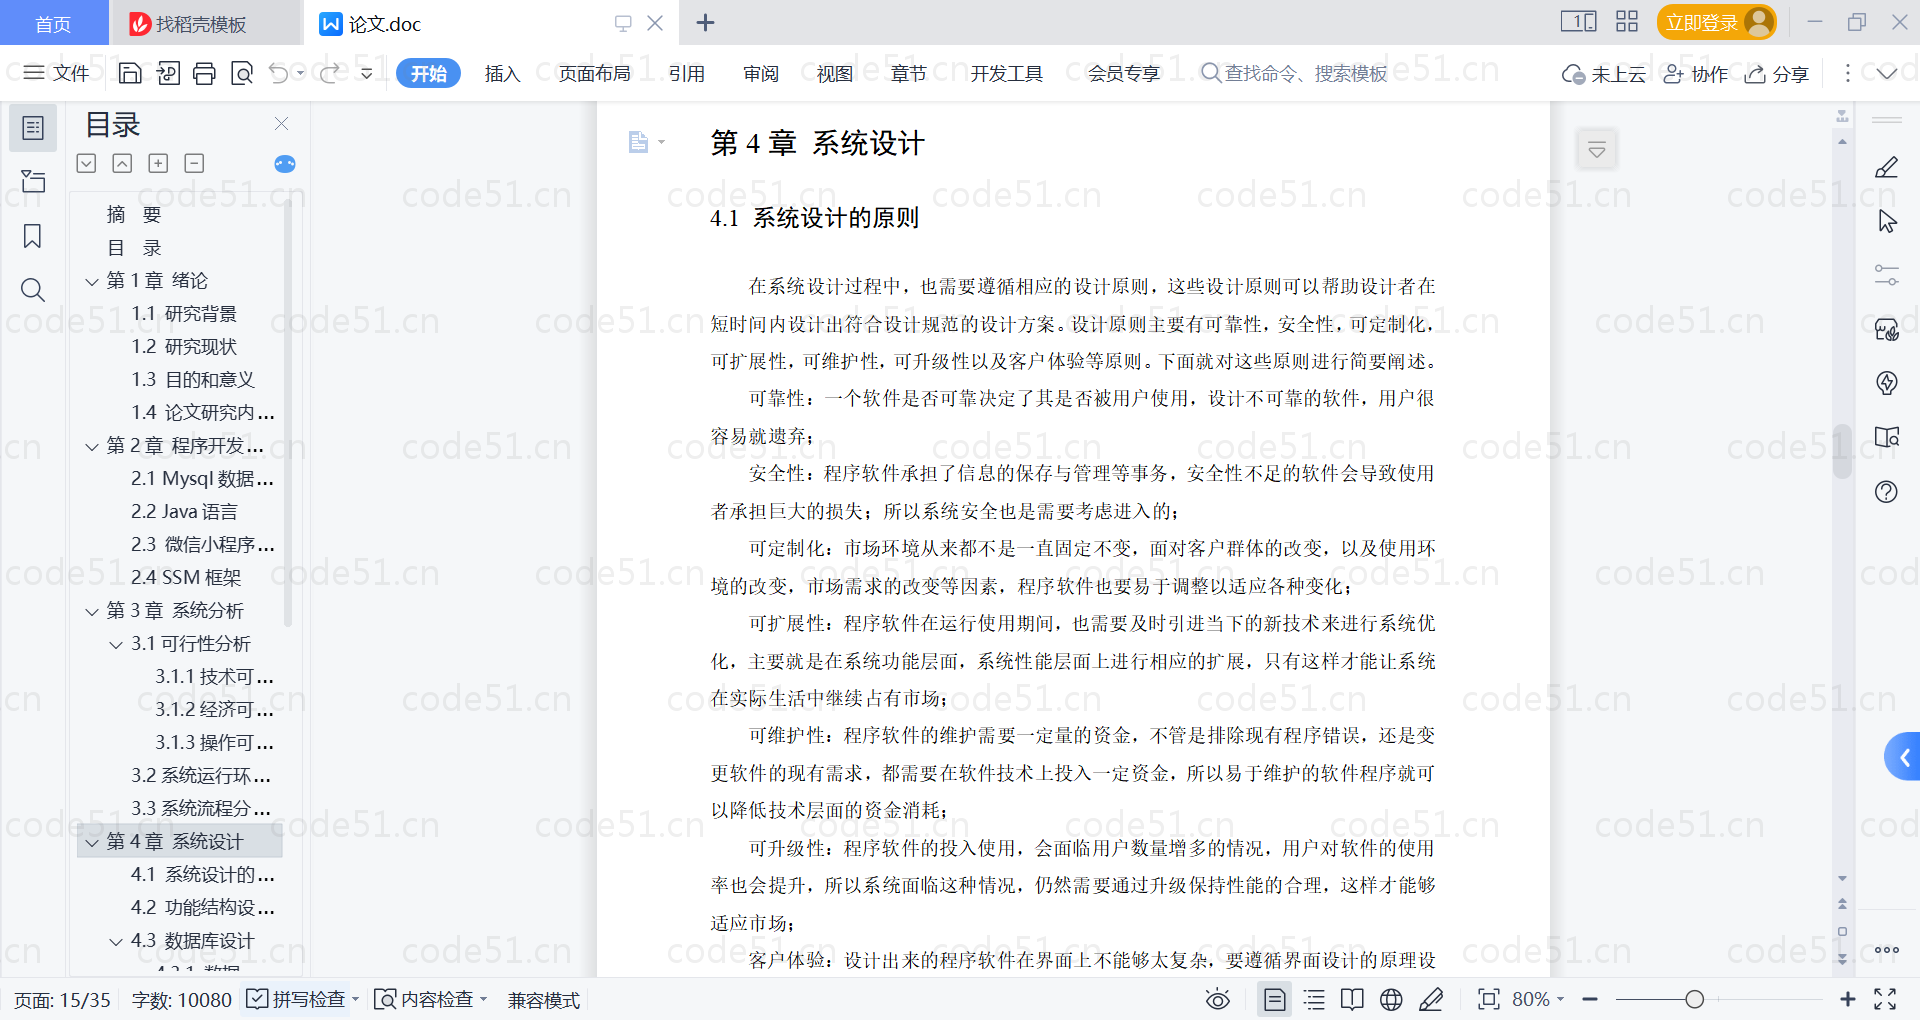 首页
找稻壳模板
论文.doc
立即登录
文件
开始
插入
页面布局
引用
审阅
视图
章节
开发工具
会员专享
查找命令、搜索模板
未上云
协作
分享
目录
摘 要
目 录
第 1 章 绪论
1.1 研究背景
1.2 研究现状
1.3 目的和意义
1.4 论文研究内...
第 2 章 程序开发...
2.1 Mysql 数据...
2.2 Java 语言
2.3 微信小程序...
2.4 SSM 框架
第 3 章 系统分析
3.1 可行性分析
3.1.1 技术可...
3.1.2 经济可...
3.1.3 操作可...
3.2 系统运行环...
3.3 系统流程分...
第 4 章 系统设计
4.1 系统设计的...
4.2 功能结构设...
4.3 数据库设计
第 4 章 系统设计
4.1 系统设计的原则
在系统设计过程中，也需要遵循相应的设计原则，这些设计原则可以帮助设计者在
短时间内设计出符合设计规范的设计方案。设计原则主要有可靠性，安全性，可定制化，
可扩展性，可维护性，可升级性以及客户体验等原则。下面就对这些原则进行简要阐述。
可靠性：一个软件是否可靠决定了其是否被用户使用，设计不可靠的软件，用户很
容易就遗弃；
安全性：程序软件承担了信息的保存与管理等事务，安全性不足的软件会导致使用
者承担巨大的损失；所以系统安全也是需要考虑进入的；
可定制化：市场环境从来都不是一直固定不变，面对客户群体的改变，以及使用环
境的改变，市场需求的改变等因素，程序软件也要易于调整以适应各种变化；
可扩展性：程序软件在运行使用期间，也需要及时引进当下的新技术来进行系统优
化，主要就是在系统功能层面，系统性能层面上进行相应的扩展，只有这样才能让系统
在实际生活中继续占有市场；
可维护性：程序软件的维护需要一定量的资金，不管是排除现有程序错误，还是变
更软件的现有需求，都需要在软件技术上投入一定资金，所以易于维护的软件程序就可
以降低技术层面的资金消耗；
可升级性：程序软件的投入使用，会面临用户数量增多的情况，用户对软件的使用
率也会提升，所以系统面临这种情况，仍然需要通过升级保持性能的合理，这样才能够
适应市场；
客户体验：设计出来的程序软件在界面上不能够太复杂，要遵循界面设计的原理设
页面: 15/35
字数: 10080
拼写检查
内容检查
兼容模式
80%
code51.cn